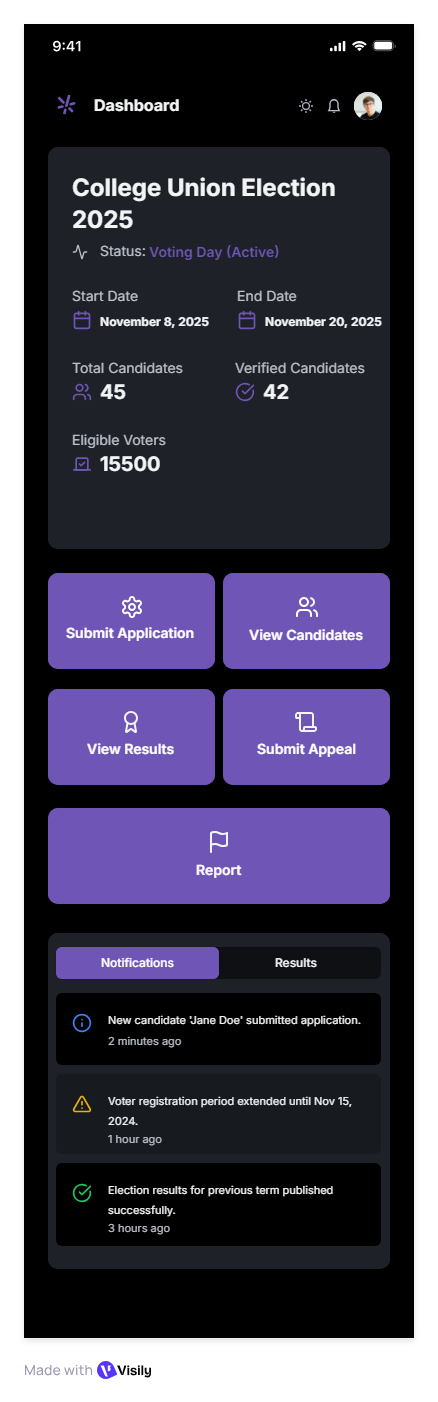 9:41
Dashboard
College Union Election
2025
Status: Voting Day (Active)
Start Date
End Date
November 8, 2025
November 20, 2025
Total Candidates
Verified Candidates
45
42
Eligible Voters
15500
Submit Application
View Candidates
View Results
Submit Appeal
Report
Notifications
Results
New candidate 'Jane Doe' submitted application.
2 minutes ago
Voter registration period extended until Nov 15,
2024.
1 hour ago
Election results for previous term published
successfully.
3 hours ago
Made with Visily